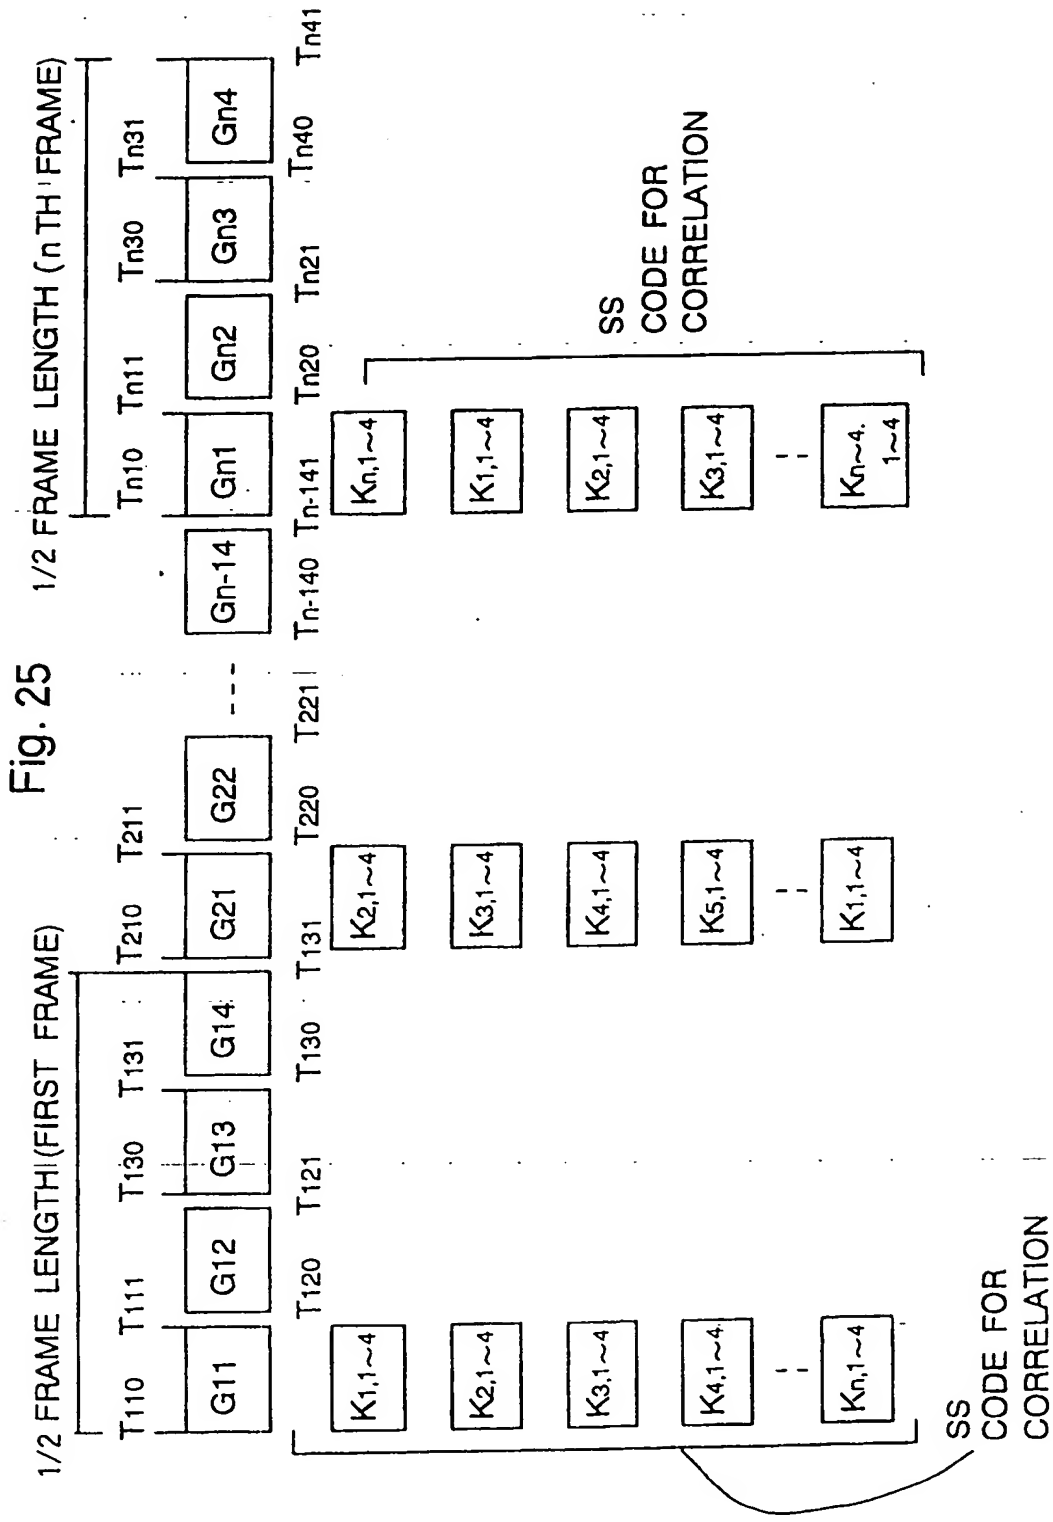 Fig. 25
1/2 FRAME LENGTH (FIRST FRAME)
1/2 FRAME LENGTH (n TH FRAME)
T110 T111 T130 T131 T210 T211 Tn10 Tn11 Tn30 Tn31
G11 G12 G13 G14 G21 G22 --- Gn-14 Gn1 Gn2 Gn3 Gn4
T120 T121 T130 T131 T220 T221 Tn-140 Tn-141 Tn20 Tn21 Tn40 Tn41
K1,1~4 K2,1~4 Kn,1~4
K2,1~4 K3,1~4 K1,1~4
K3,1~4 K4,1~4 K2,1~4
K4,1~4 K5,1~4 K3,1~4
-- -- --
Kn,1~4 K1,1~4 Kn~4.
1~4
SS
CODE FOR
CORRELATION
SS
CODE FOR
CORRELATION